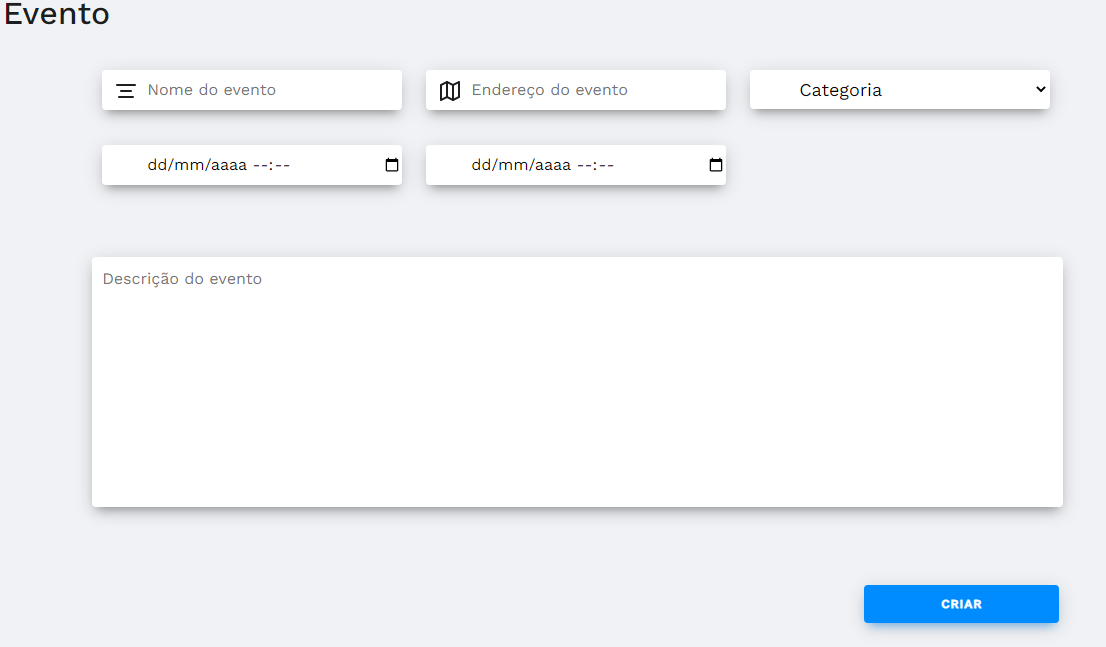 Evento
Nome do evento
Endereço do evento
Categoria
dd/mm/aaaa --:--
dd/mm/aaaa --:--
Descrição do evento
CRIAR